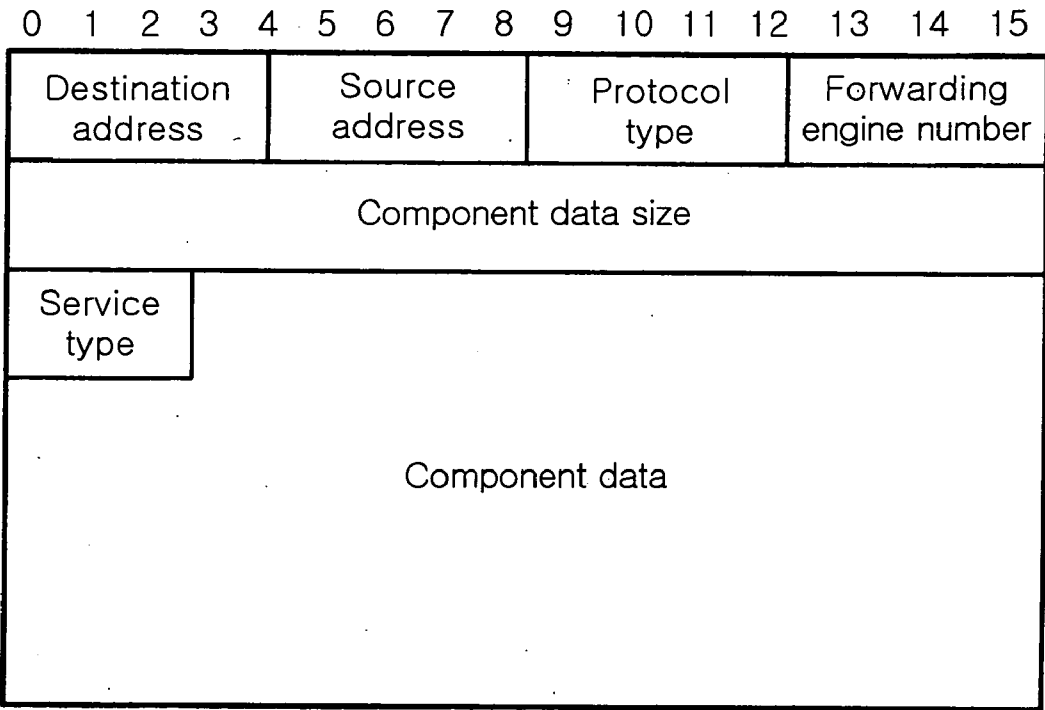 0 1 2 3 4 5 6 7 8 9 10 11 12 13 14 15
Destination
address
Source
address
Protocol
type
Forwarding
engine number
Component data size
Service
type
Component data